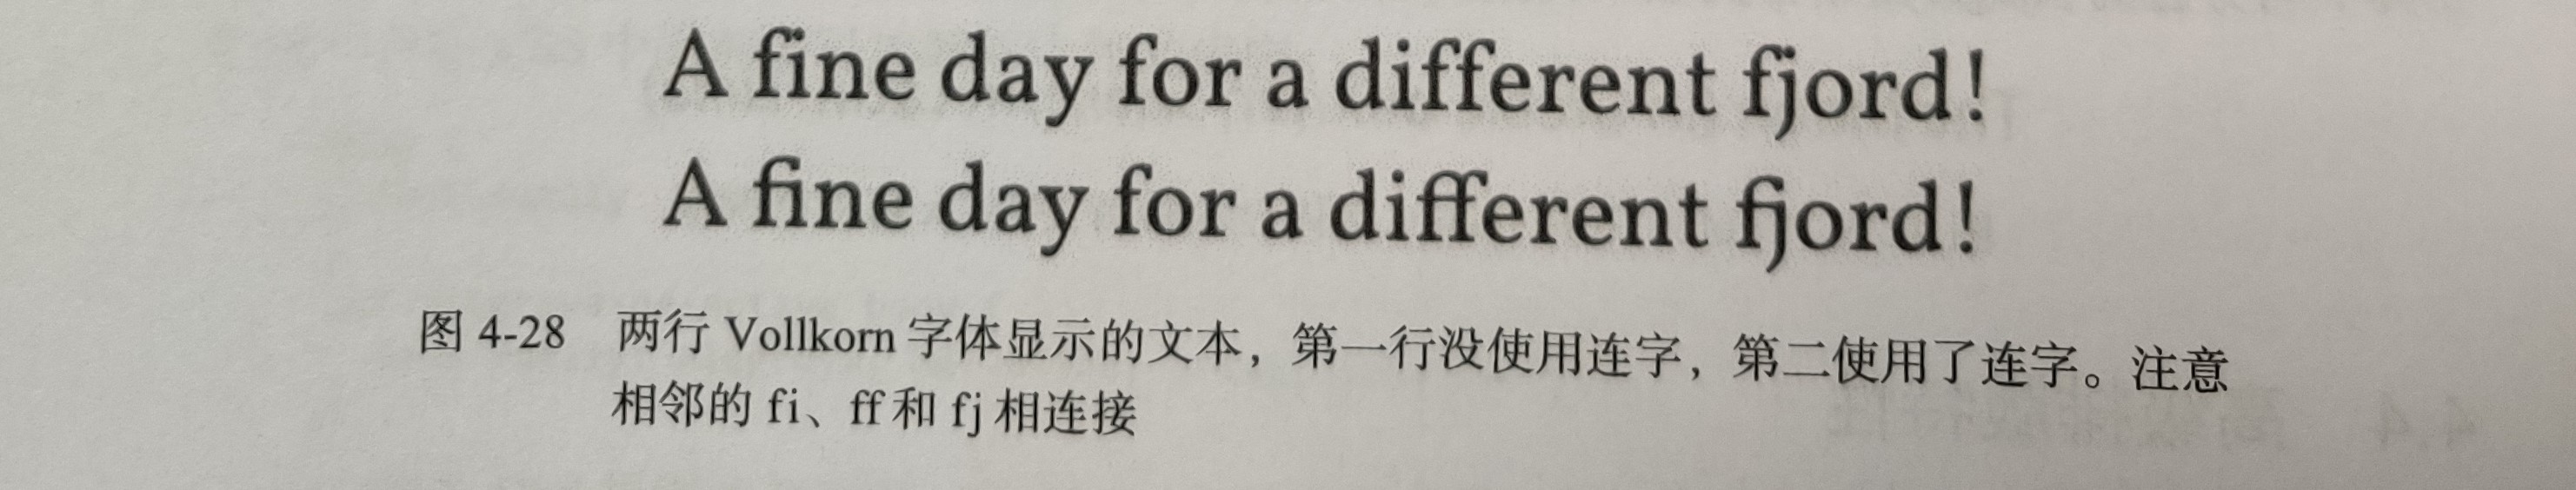 A fine day for a different fjord!
A fine day for a different fjord!
图 4-28 两行 Vollkorn 字体显示的文本，第一行没使用连字，第二使用了连字。注意
相邻的 fi、ff 和 fj 相连接